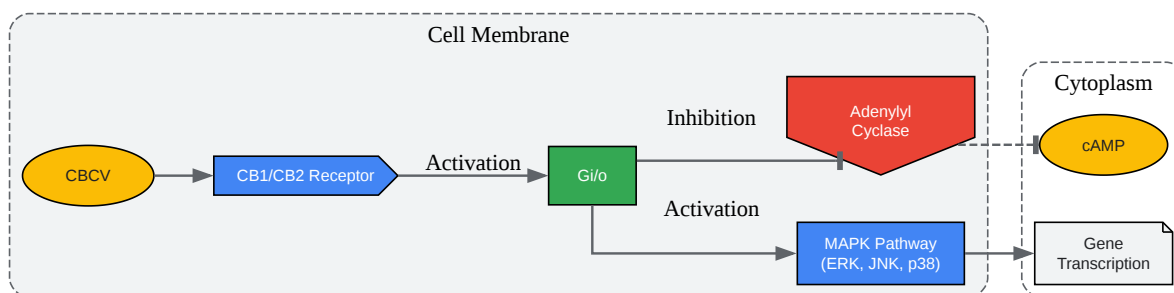 Cell Membrane
Cytoplasm
Inhibition
Adenylyl
Cyclase
cAMP
CBCV
CB1/CB2 Receptor
Activation
Gi/o
Activation
MAPK Pathway
(ERK, JNK, p38)
Gene
Transcription